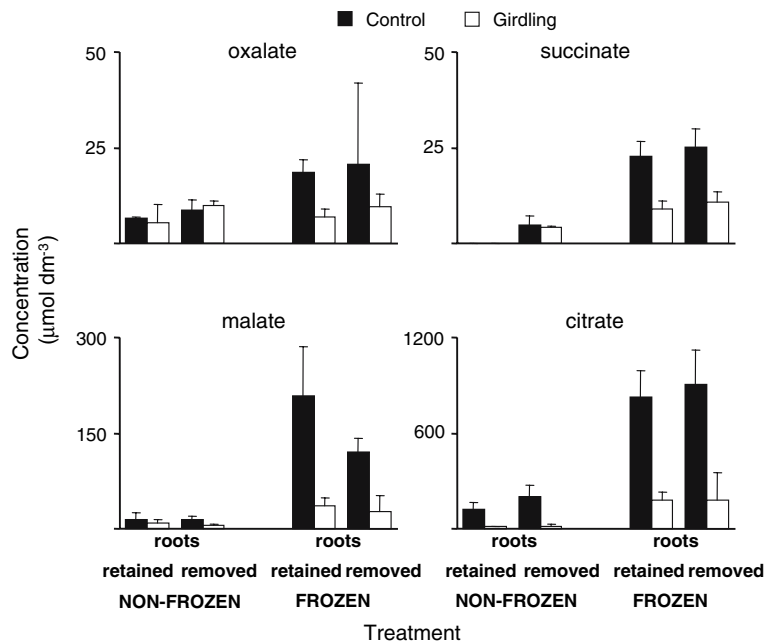 Control Girdling
oxalate succinate
50 50
25 25
Concentration
(μmol dm-3)
malate citrate
300 1200
150 600
roots roots roots roots
retained removed retained removed retained removed retained removed
NON-FROZEN FROZEN NON-FROZEN FROZEN
Treatment